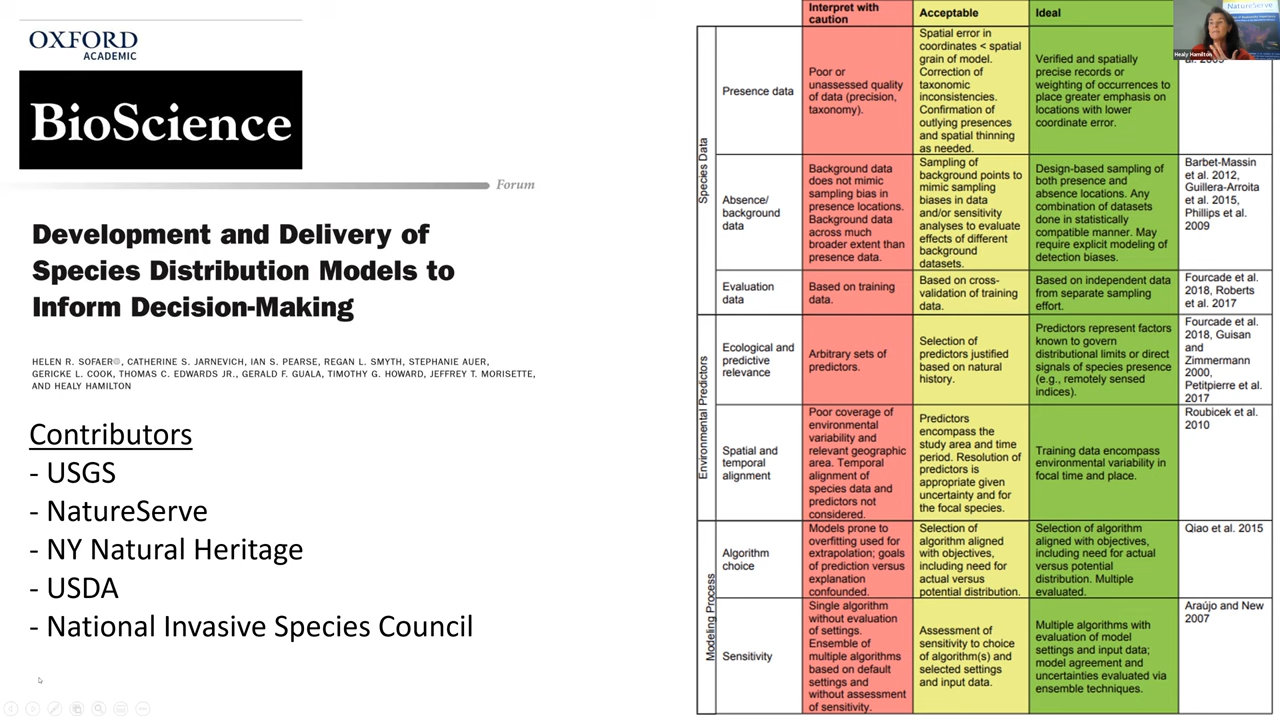 OXFORD
ACADEMIC
BioScience
Forum
Development and Delivery of
Species Distribution Models to
Inform Decision-Making
HELEN R. SOFAER, CATHERINE S. JARNEVICH, IAN S. PEARSE, REGAN L. SMYTH, STEPHANIE AUER,
GERICKE L. COOK, THOMAS C. EDWARDS JR., GERALD F. GUALA, TIMOTHY G. HOWARD, JEFFREY T. MORISETTE,
AND HEALY HAMILTON
Contributors
- USGS
- NatureServe
- NY Natural Heritage
- USDA
- National Invasive Species Council
Interpret with
caution
Acceptable
Ideal
NatureServe
Healy Hamilton
Species Data
Presence data
Poor or
unassessed quality
of data (precision,
taxonomy).
Spatial error in
coordinates < spatial
grain of model.
Correction of
taxonomic
inconsistencies.
Confirmation of
outlying presences
and spatial thinning
as needed.
Verified and spatially
precise records or
weighting of occurrences to
place greater emphasis on
locations with lower
coordinate error.
Absence/
background
data
Background data
does not mimic
sampling bias in
presence locations.
Background data
across much
broader extent than
presence data.
Sampling of
background points to
mimic sampling
biases in data
and/or sensitivity
analyses to evaluate
effects of different
background
datasets.
Design-based sampling of
both presence and
absence locations. Any
combination of datasets
done in statistically
compatible manner. May
require explicit modeling of
detection biases.
Barbet-Massin
et al. 2012,
Guillera-Arroita
et al. 2015,
Phillips et al.
2009
Evaluation
data
Based on training
data.
Based on cross-
validation of training
data.
Based on independent data
from separate sampling
effort.
Fourcade et al.
2018, Roberts
et al. 2017
Environmental Predictors
Ecological and
predictive
relevance
Arbitrary sets of
predictors.
Selection of
predictors justified
based on natural
history.
Predictors represent factors
known to govern
distributional limits or direct
signals of species presence
(e.g., remotely sensed
indices).
Fourcade et al.
2018, Guisan
and
Zimmermann
2000,
Petitpierre et al.
2017
Spatial and
temporal
alignment
Poor coverage of
environmental
variability and
relevant geographic
area. Temporal
alignment of
species data and
predictors not
considered.
Predictors
encompass the
study area and time
period. Resolution of
predictors is
appropriate given
uncertainty and for
the focal species.
Training data encompass
environmental variability in
focal time and place.
Roubicek et al.
2010
Modeling Process
Algorithm
choice
Models prone to
overfitting used for
extrapolation; goals
of prediction versus
explanation
confounded.
Selection of
algorithm aligned
with objectives,
including need for
actual versus
potential distribution.
Selection of algorithm
aligned with objectives,
including need for actual
versus potential
distribution. Multiple
evaluated.
Qiao et al. 2015
Sensitivity
Single algorithm
without evaluation
of settings.
Ensemble of
multiple algorithms
based on default
settings and
without assessment
of sensitivity.
Assessment of
sensitivity to choice
of algorithm(s) and
selected settings
and input data.
Multiple algorithms with
evaluation of model
settings and input data;
model agreement and
uncertainties evaluated via
ensemble techniques.
Araújo and New
2007